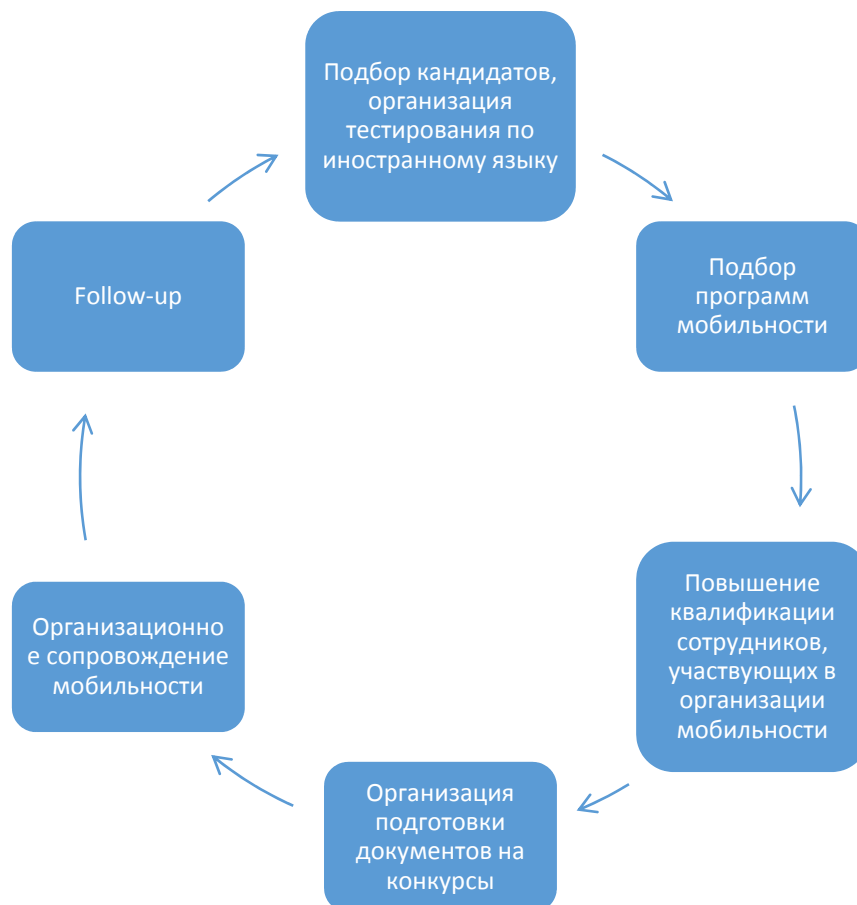 Подбор кандидатов,
организация
тестирования по
иностранному языку
Подбор
программ
мобильности
Повышение
квалификации
сотрудников,
участвующих в
организации
мобильности
Организация
подготовки
документов на
конкурсы
Организационно
е сопровождение
мобильности
Follow-up